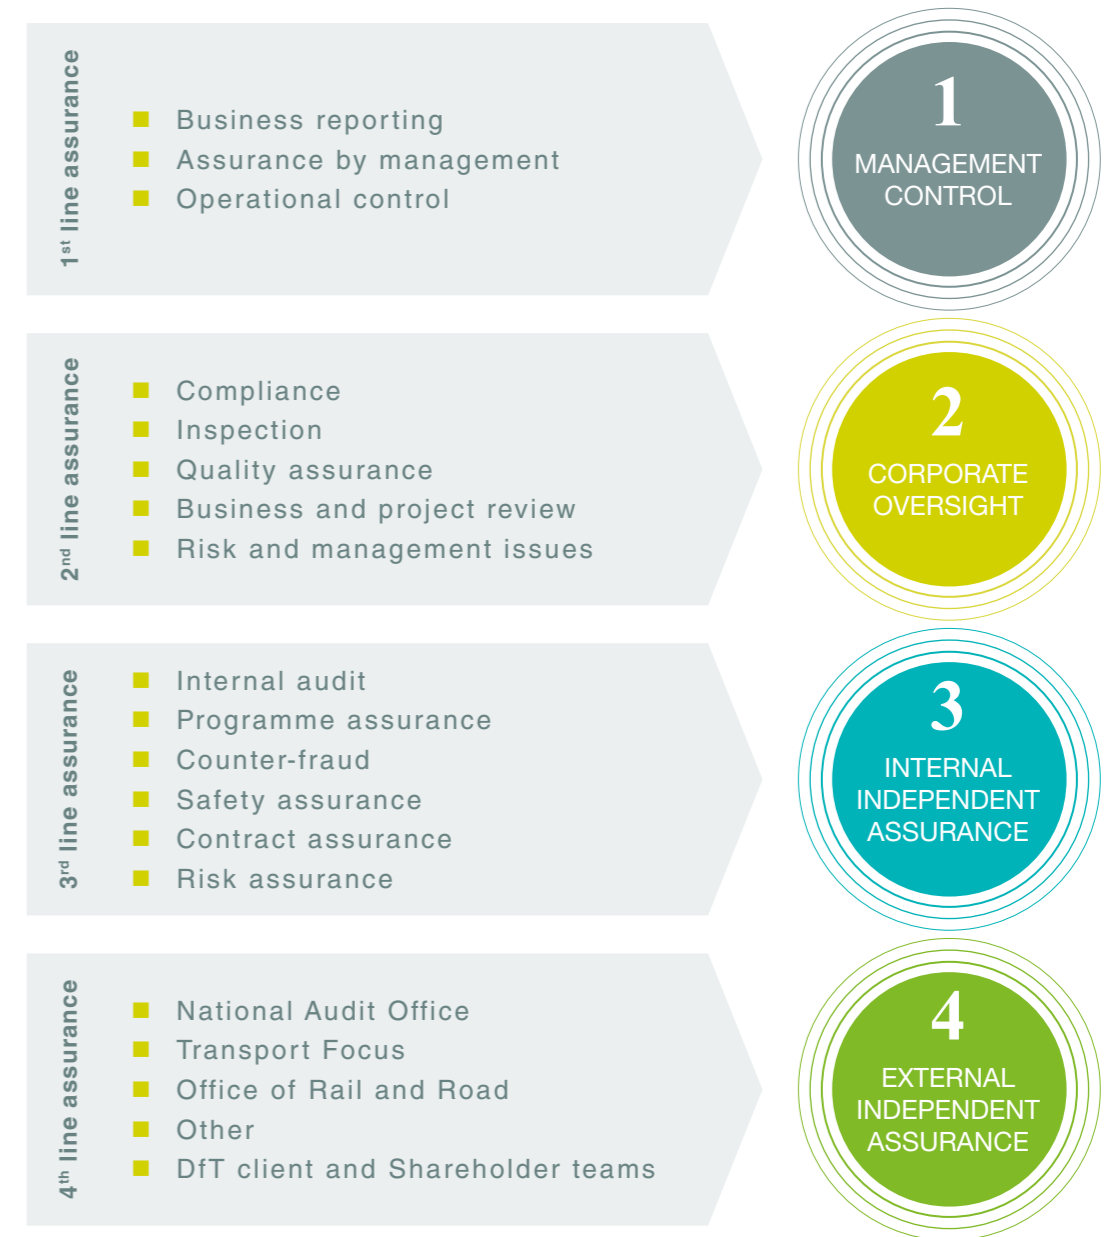 1st line assurance
Business reporting
Assurance by management
Operational control
1
MANAGEMENT
CONTROL
2nd line assurance
Compliance
Inspection
Quality assurance
Business and project review
Risk and management issues
2
CORPORATE
OVERSIGHT
3rd line assurance
Internal audit
Programme assurance
Counter-fraud
Safety assurance
Contract assurance
Risk assurance
3
INTERNAL
INDEPENDENT
ASSURANCE
4th line assurance
National Audit Office
Transport Focus
Office of Rail and Road
Other
DfT client and Shareholder teams
4
EXTERNAL
INDEPENDENT
ASSURANCE